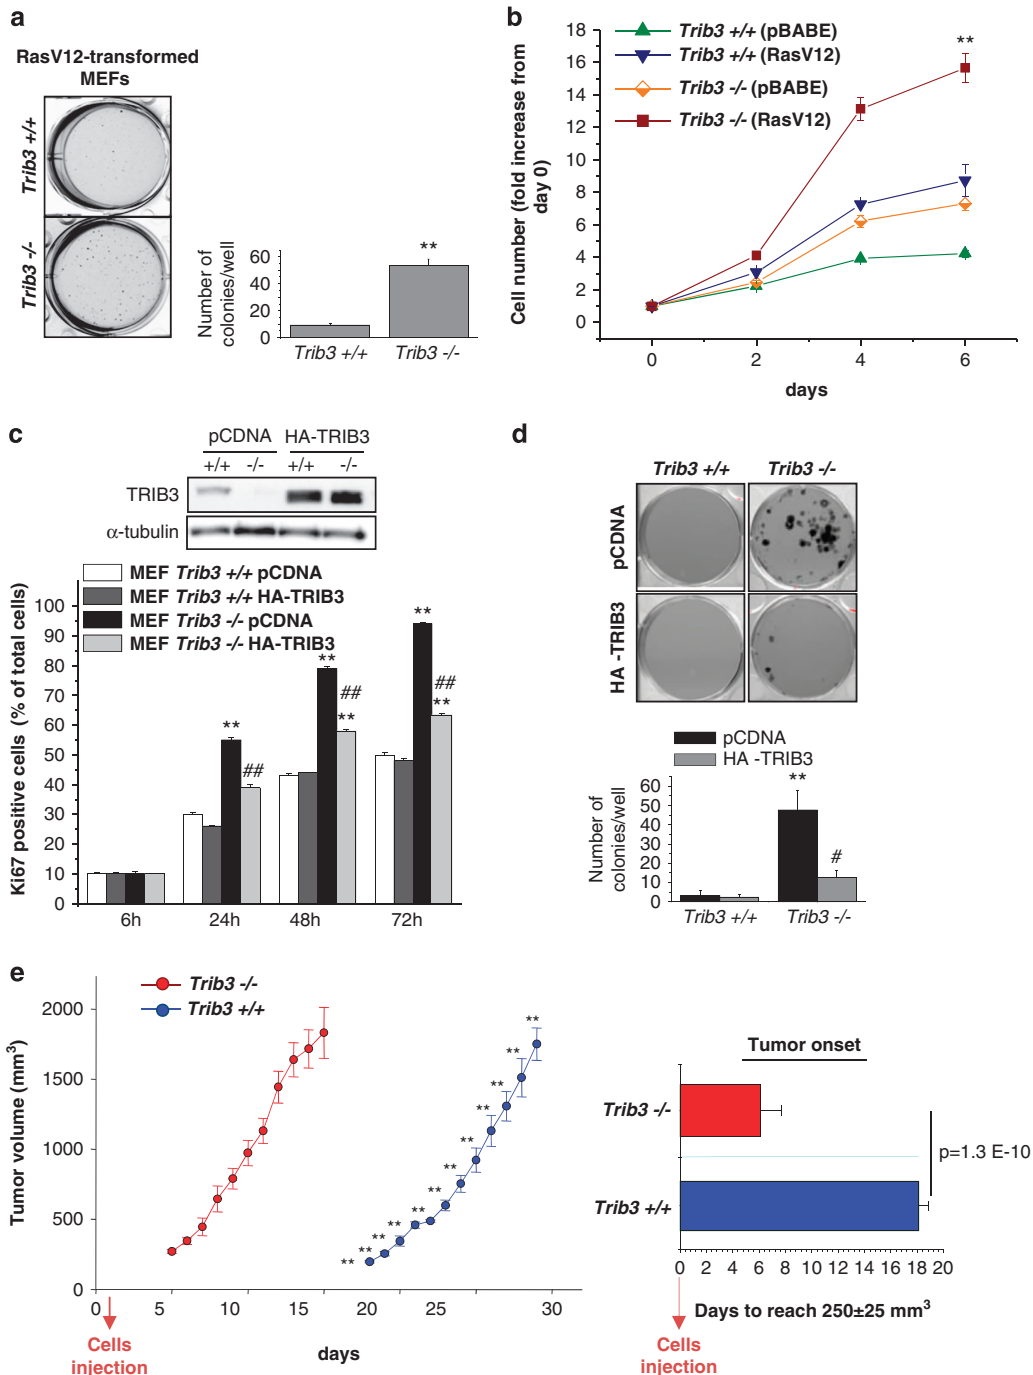 a
RasV12-transformed
MEFs
Trib3 +/+
Trib3 -/-
Number of
colonies/well
60
40
20
0
**
Trib3 +/+
Trib3 -/-
b
Trib3 +/+ (pBABE)
Trib3 +/+ (RasV12)
Trib3 -/- (pBABE)
Trib3 -/- (RasV12)
**
Cell number (fold increase from
day 0)
18
16
14
12
10
8
6
4
2
0
0 2 4 6
days
c
pCDNA HA-TRIB3
+/+ -/- +/+ -/-
TRIB3
α-tubulin
MEF Trib3 +/+ pCDNA
MEF Trib3 +/+ HA-TRIB3
MEF Trib3 -/- pCDNA
MEF Trib3 -/- HA-TRIB3
Ki67 positive cells (% of total cells)
100
90
80
70
60
50
40
30
20
10
0
**
##
**
##
**
**
##
**
6h 24h 48h 72h
d
Trib3 +/+ Trib3 -/-
pCDNA
HA -TRIB3
pCDNA
HA -TRIB3
Number of
colonies/well
60
50
40
30
20
10
0
**
#
Trib3 +/+ Trib3 -/-
e
Trib3 -/-
Trib3 +/+
Tumor volume (mm³)
2000
1500
1000
500
0
** ** ** ** ** ** ** ** ** ** ** ** **
0 5 10 15 20 25 30
Cells
injection
days
Tumor onset
Trib3 -/-
Trib3 +/+
p=1.3 E-10
0 2 4 6 8 10 12 14 16 18 20
Days to reach 250±25 mm³
Cells
injection